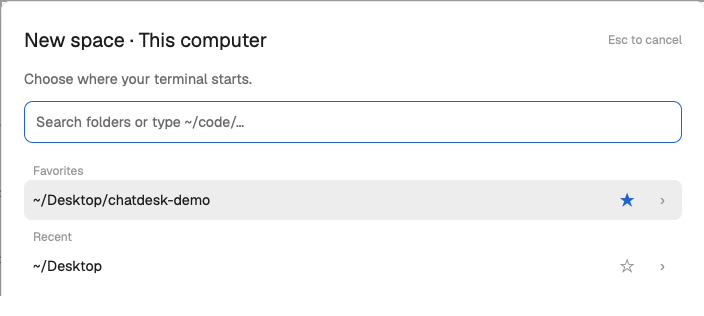 New space · This computer
Esc to cancel
Choose where your terminal starts.
Search folders or type ~/code/...
Favorites
~/Desktop/chatdesk-demo
Recent
~/Desktop